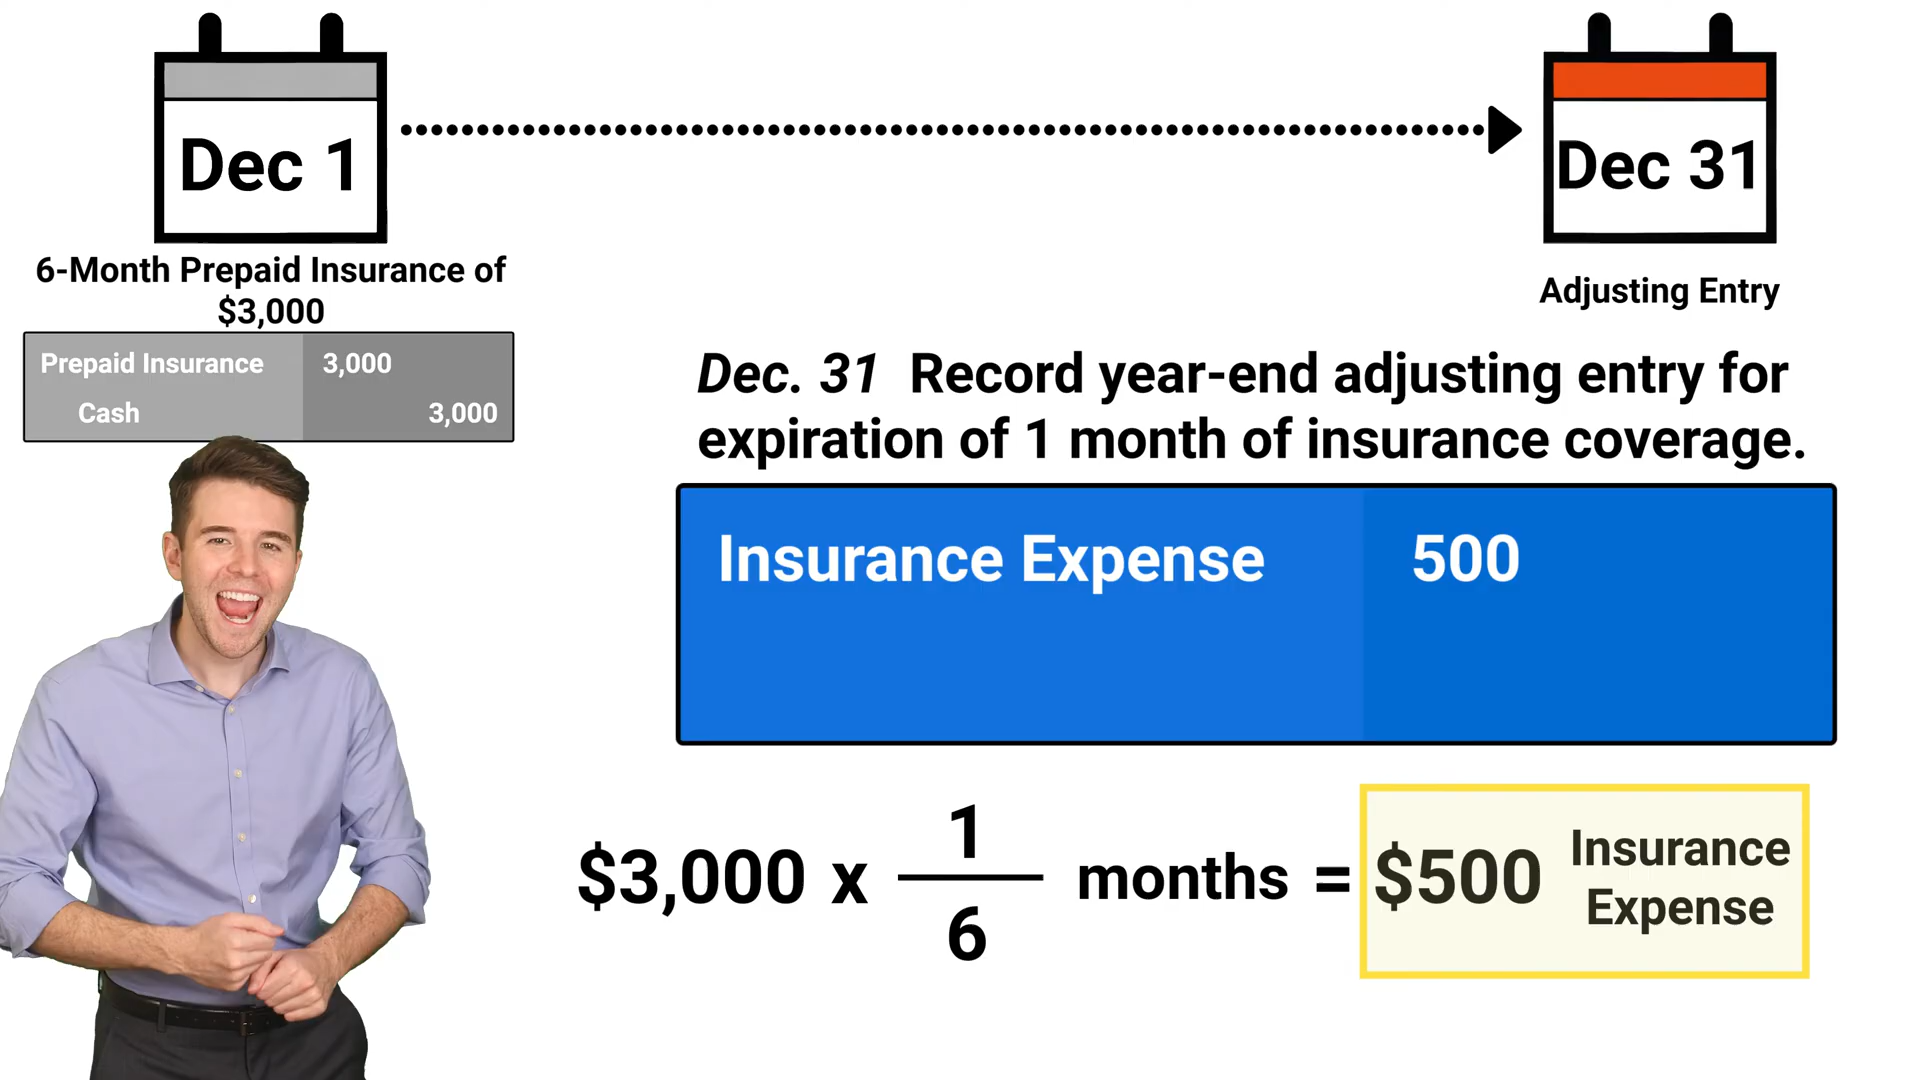 Dec 1
Dec 31
6-Month Prepaid Insurance of
$3,000
Adjusting Entry
Prepaid Insurance 3,000
Cash 3,000
Dec. 31 Record year-end adjusting entry for
expiration of 1 month of insurance coverage.
Insurance Expense 500
$3,000 x 1/6 months = $500 Insurance
Expense